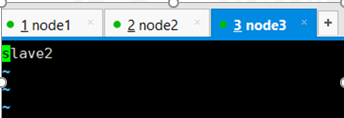 1 node1 × 2 node2 × 3 node3 × +
slave2
~
~
~